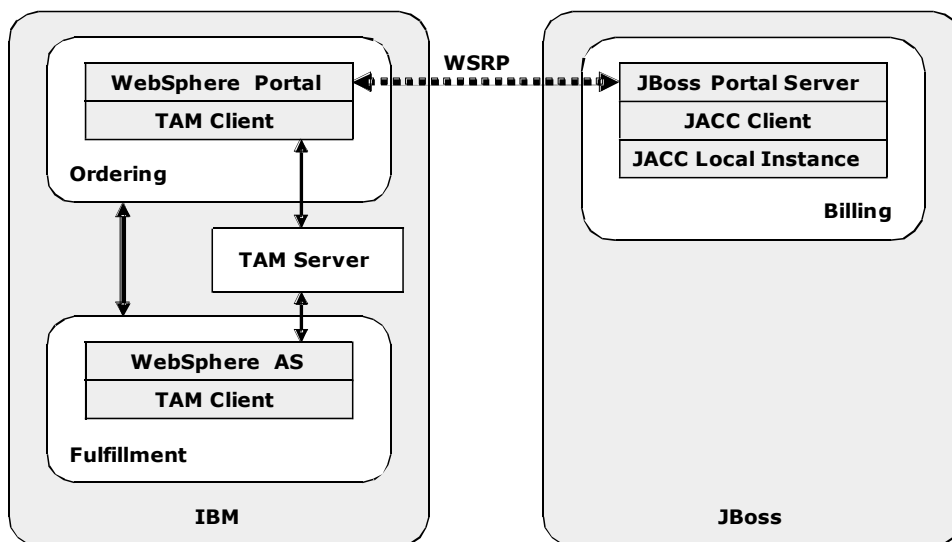 WSRP
WebSphere Portal
TAM Client
Ordering
JBoss Portal Server
JACC Client
JACC Local Instance
Billing
TAM Server
WebSphere AS
TAM Client
Fulfillment
IBM
JBoss